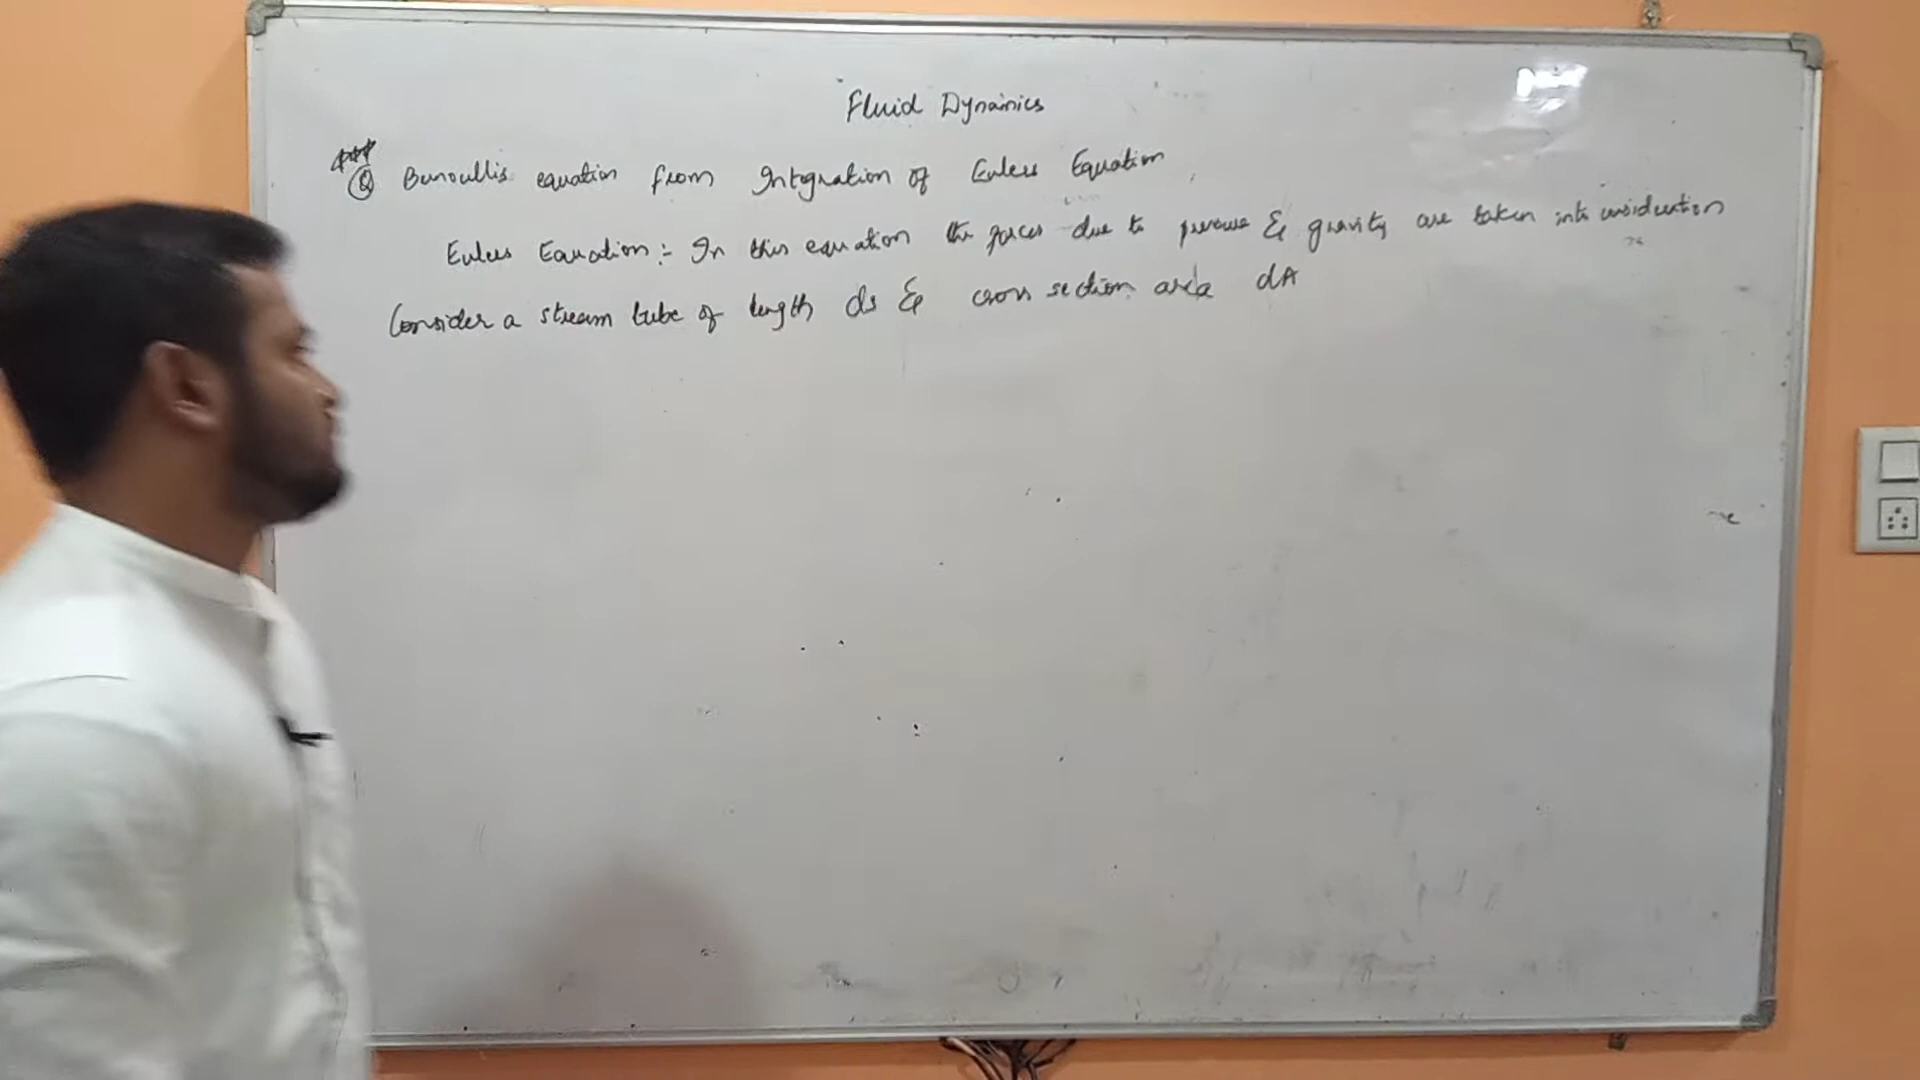 Fluid Dynamics
Q Bernoullis equation from Integration of Eulers Equation
Eulers Equation :- In this equation the forces due to pressure & gravity are taken into consideration
Consider a stream tube of length ds & cross section area dA